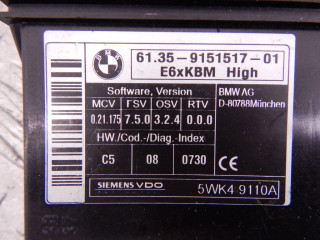 BMW
61.35-9151517-01
E6xKBM High
Software, Version
MCV FSV OSV RTV
0.21.175 7.5.0 3.2.4 0.0.0
BMW AG
D-80788München
HW./Cod.-/Diag.-Index
C5 08 0730
CE
SIEMENS VDO 5WK4 9110A